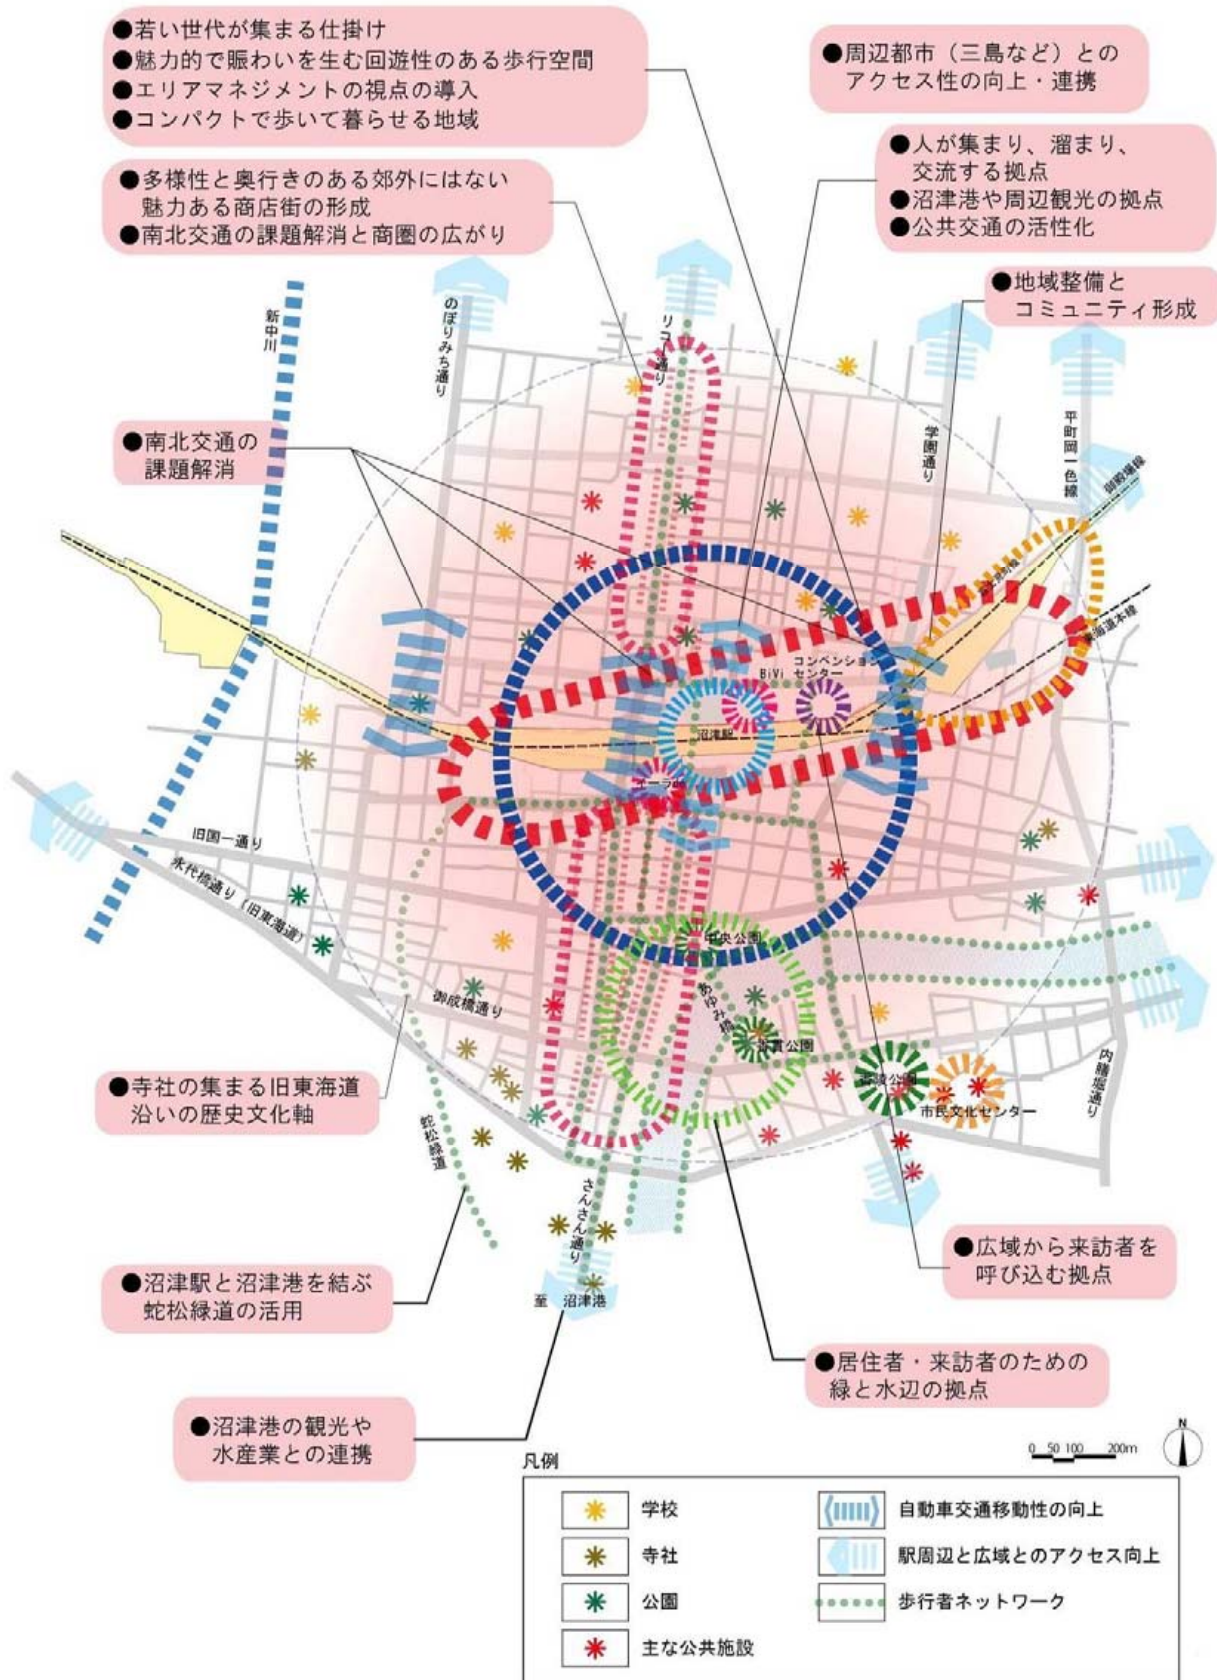 ●若い世代が集まる仕掛け
●魅力的で賑わいを生む回遊性のある歩行空間
●エリアマネジメントの視点の導入
●コンパクトで歩いて暮らせる地域
●周辺都市（三島など）との
アクセス性の向上・連携
●人が集まり、溜まり、
交流する拠点
●沼津港や周辺観光の拠点
●公共交通の活性化
●多様性と奥行きのある郊外にはない
魅力ある商店街の形成
●南北交通の課題解消と商圏の広がり
●地域整備と
コミュニティ形成
新中川
のぼりみち通り
リコー通り
学園通り
平町岡一色線
御殿場線
●南北交通の
課題解消
東海道本線
コンベンション
センター
BiVi
沼津駅
旧国一通り
永代橋通り（旧東海道）
中央公園
あゆみ橋
御成橋通り
香貫公園
香陵公園
市民文化センター
内膳堀通り
●寺社の集まる旧東海道
沿いの歴史文化軸
蛇松緑道
さんさん通り
●広域から来訪者を
呼び込む拠点
●沼津駅と沼津港を結ぶ
蛇松緑道の活用
至 沼津港
●居住者・来訪者のための
緑と水辺の拠点
●沼津港の観光や
水産業との連携
N
0 50 100 200m
凡例
学校
自動車交通移動性の向上
寺社
駅周辺と広域とのアクセス向上
公園
歩行者ネットワーク
主な公共施設